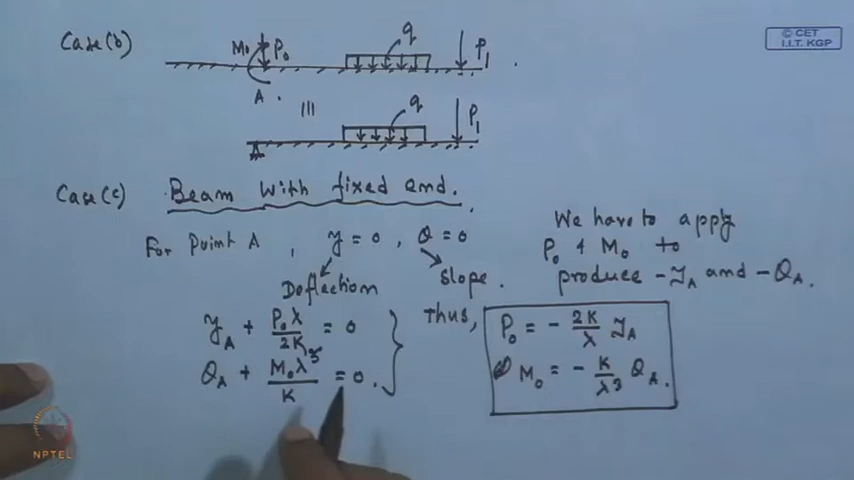 © CET
I.I.T. KGP
Case(b)
M₀ P₀ q P₁
A .
||| q P₁
Case(c) Beam with fixed end.
For Point A , y = 0 , θ = 0
Deflection slope.
y_A + P₀λ/2K = 0
θ_A + M₀λ³/K = 0 .
We have to apply
P₀ & M₀ to
produce -y_A and -θ_A.
Thus,
P₀ = - 2K/λ y_A
M₀ = - K/λ³ θ_A.
NPTEL